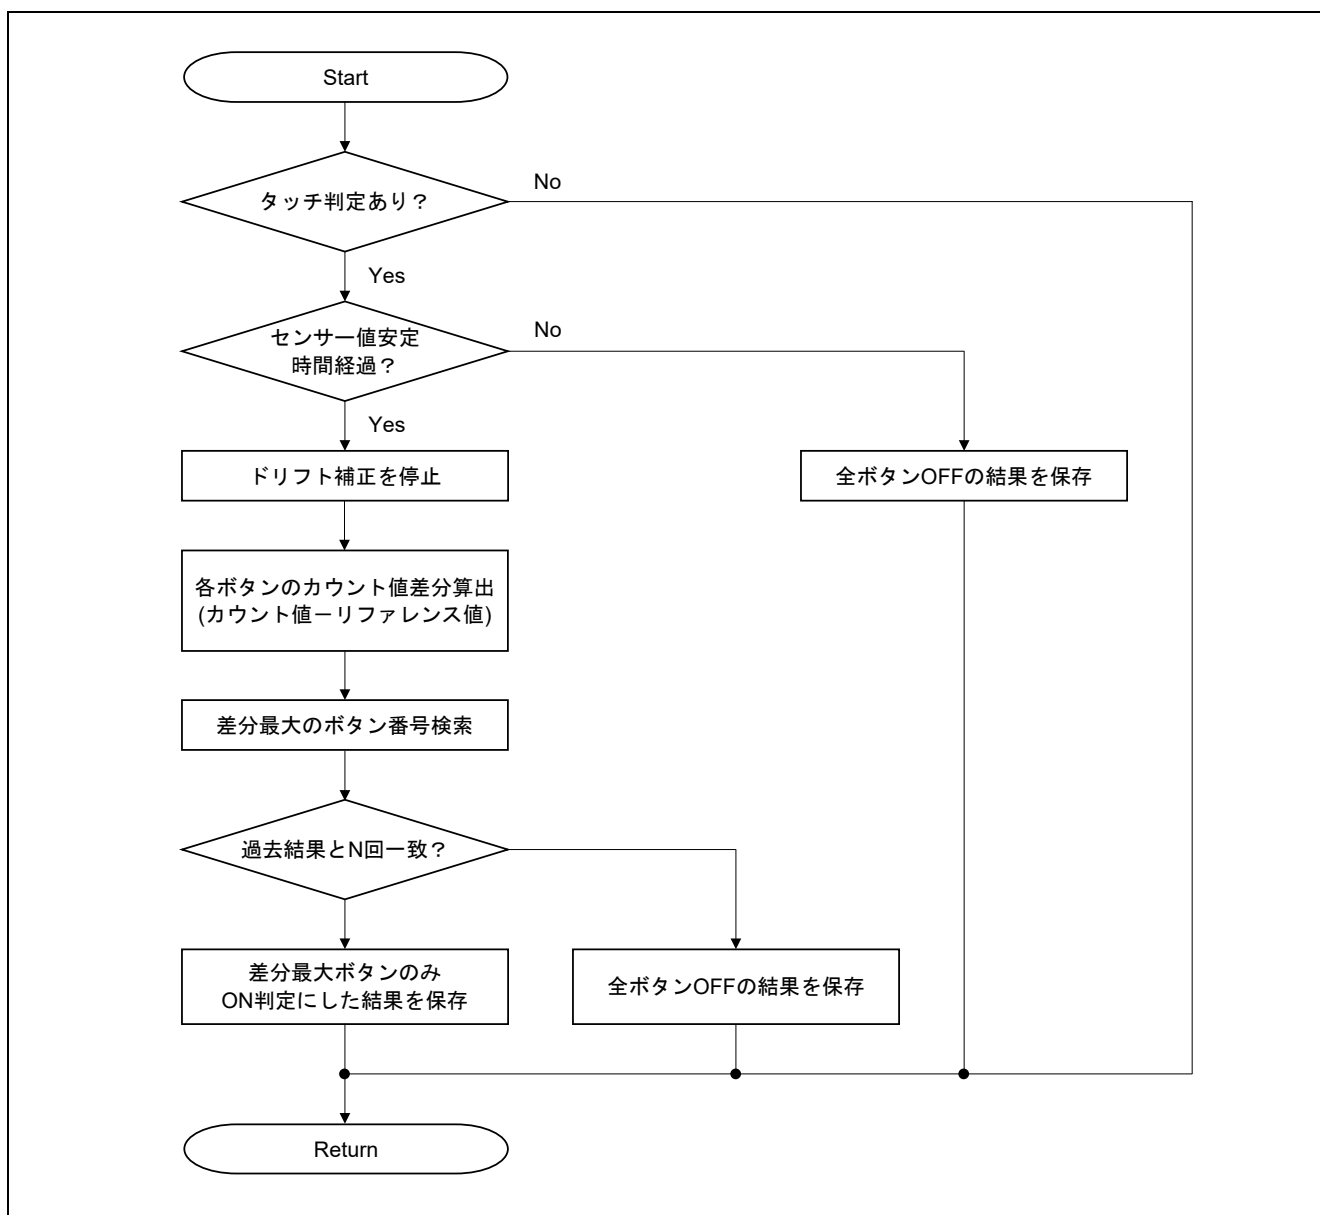 Start
タッチ判定あり？
No
Yes
センサー値安定
時間経過？
No
Yes
ドリフト補正を停止
全ボタンOFFの結果を保存
各ボタンのカウント値差分算出
(カウント値－リファレンス値)
差分最大のボタン番号検索
過去結果とN回一致？
差分最大ボタンのみ
ON判定にした結果を保存
全ボタンOFFの結果を保存
Return